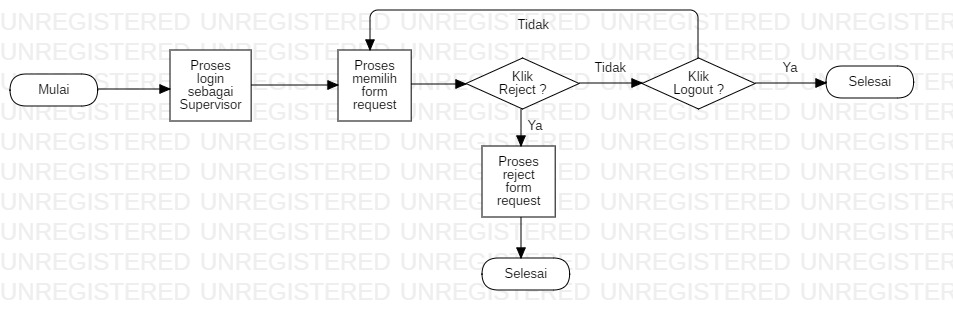 UNREGISTERED UNREGISTERED UNREGISTERED UNREGISTERED UNREGISTERED
Tidak
Mulai
Proses
login
sebagai
Supervisor
Proses
memilih
form
request
Klik
Reject ?
Tidak
Klik
Logout ?
Ya
Selesai
Ya
Proses
reject
form
request
Selesai